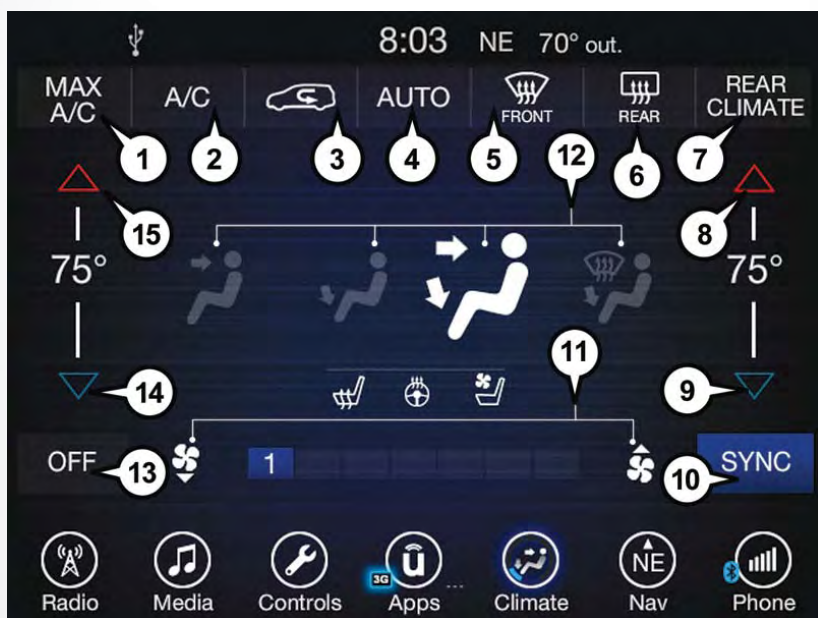 8:03 NE 70° out.
MAX A/C
A/C
AUTO
FRONT
REAR
REAR CLIMATE
1
2
3
4
5
12
6
7
15
8
75°
75°
11
14
9
OFF
13
1
10
SYNC
3G
û
NE
Radio
Media
Controls
Apps
...
Climate
Nav
Phone